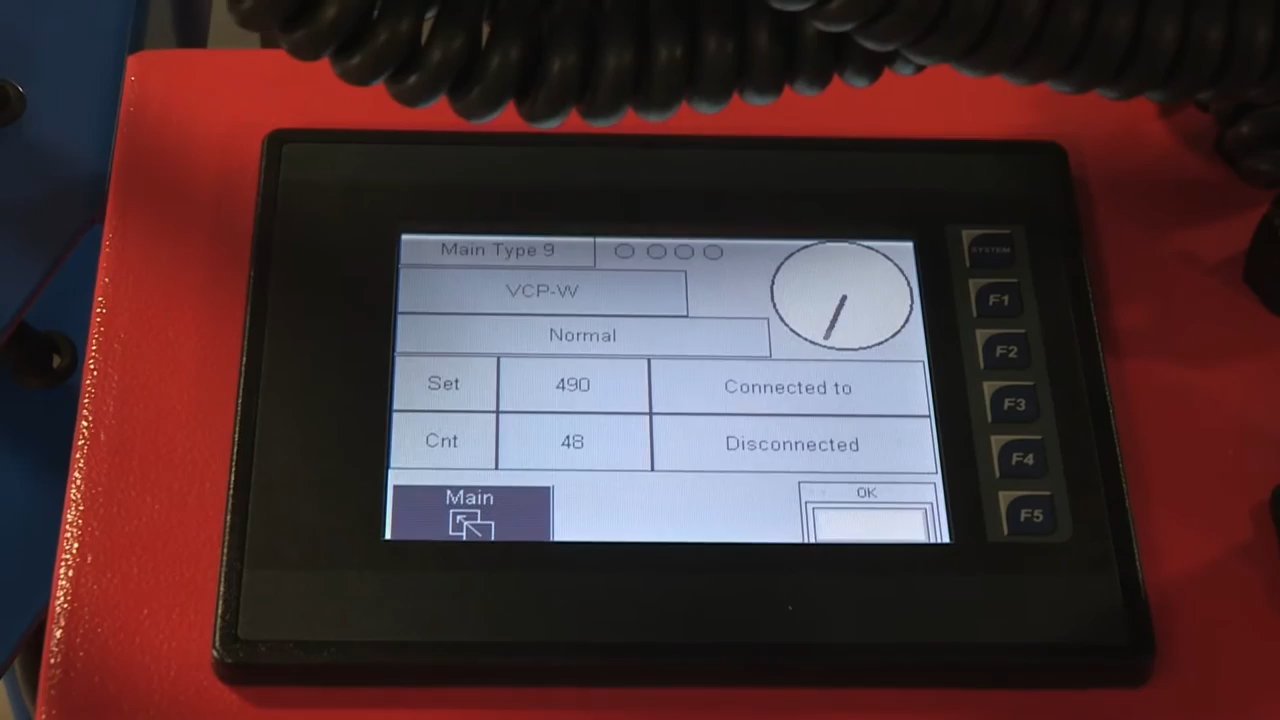 Main Type 9
VCP-W
Normal
Set 490 Connected to
Cnt 48 Disconnected
Main
OK
SYSTEM
F1
F2
F3
F4
F5